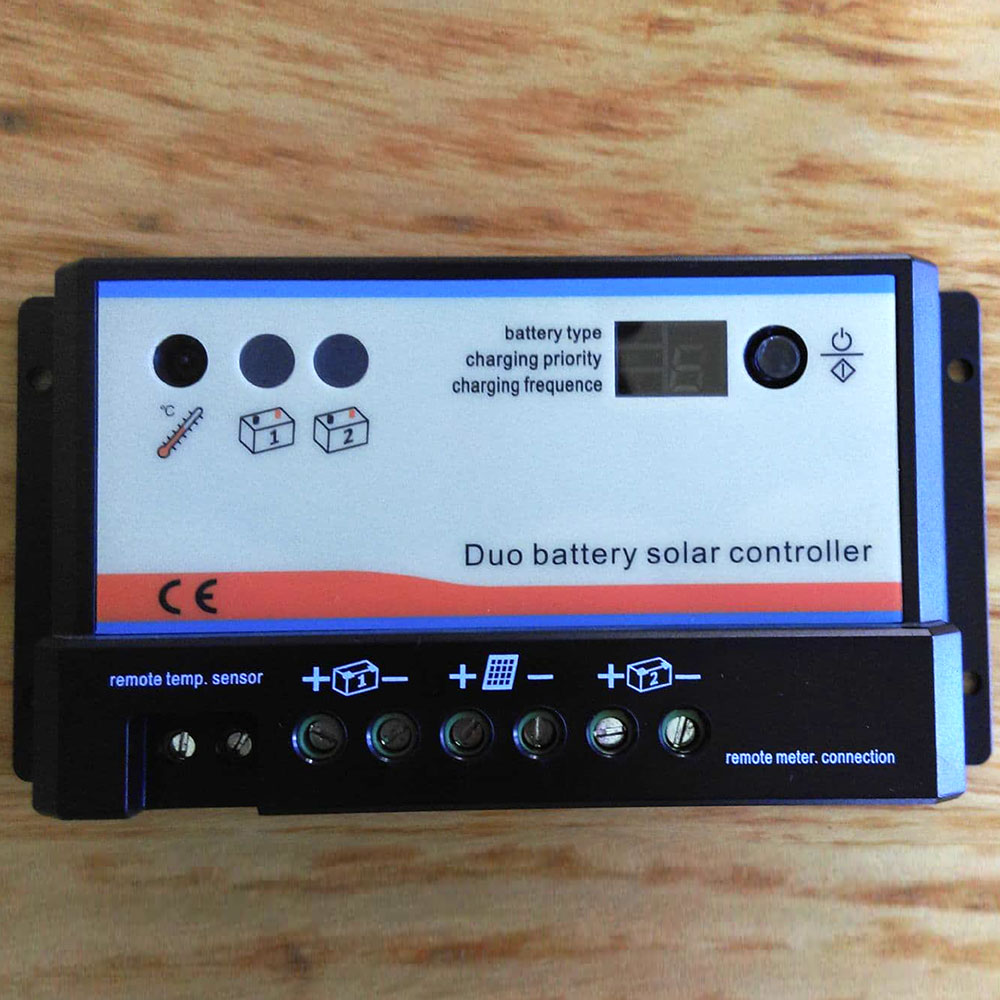 battery type
charging priority
charging frequence
°C
1
2
Duo battery solar controller
CE
remote temp. sensor
+ 1 −
+ −
+ 2 −
remote meter. connection